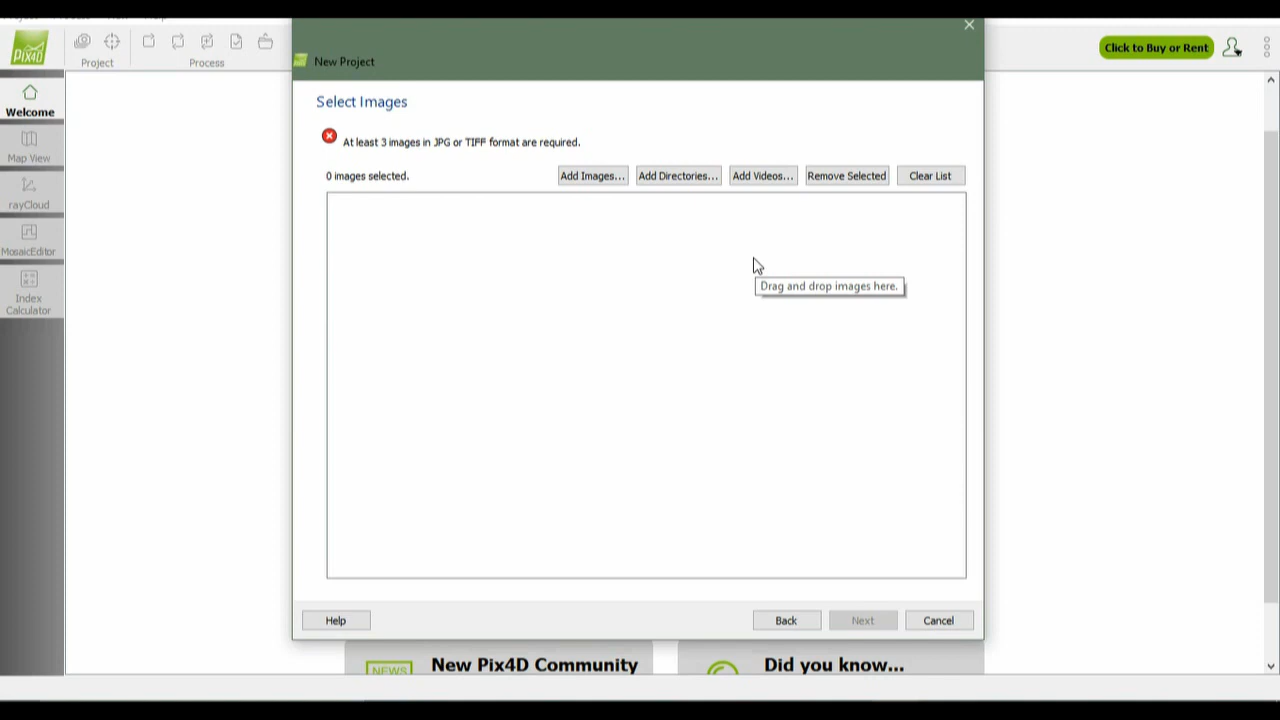 PIX4D
Project
Process
Click to Buy or Rent
Welcome
Map View
rayCloud
MosaicEditor
Index
Calculator
New Project
Select Images
At least 3 images in JPG or TIFF format are required.
0 images selected.
Add Images...
Add Directories...
Add Videos...
Remove Selected
Clear List
Drag and drop images here.
Help
Back
Next
Cancel
NEWS
New Pix4D Community
Did you know...